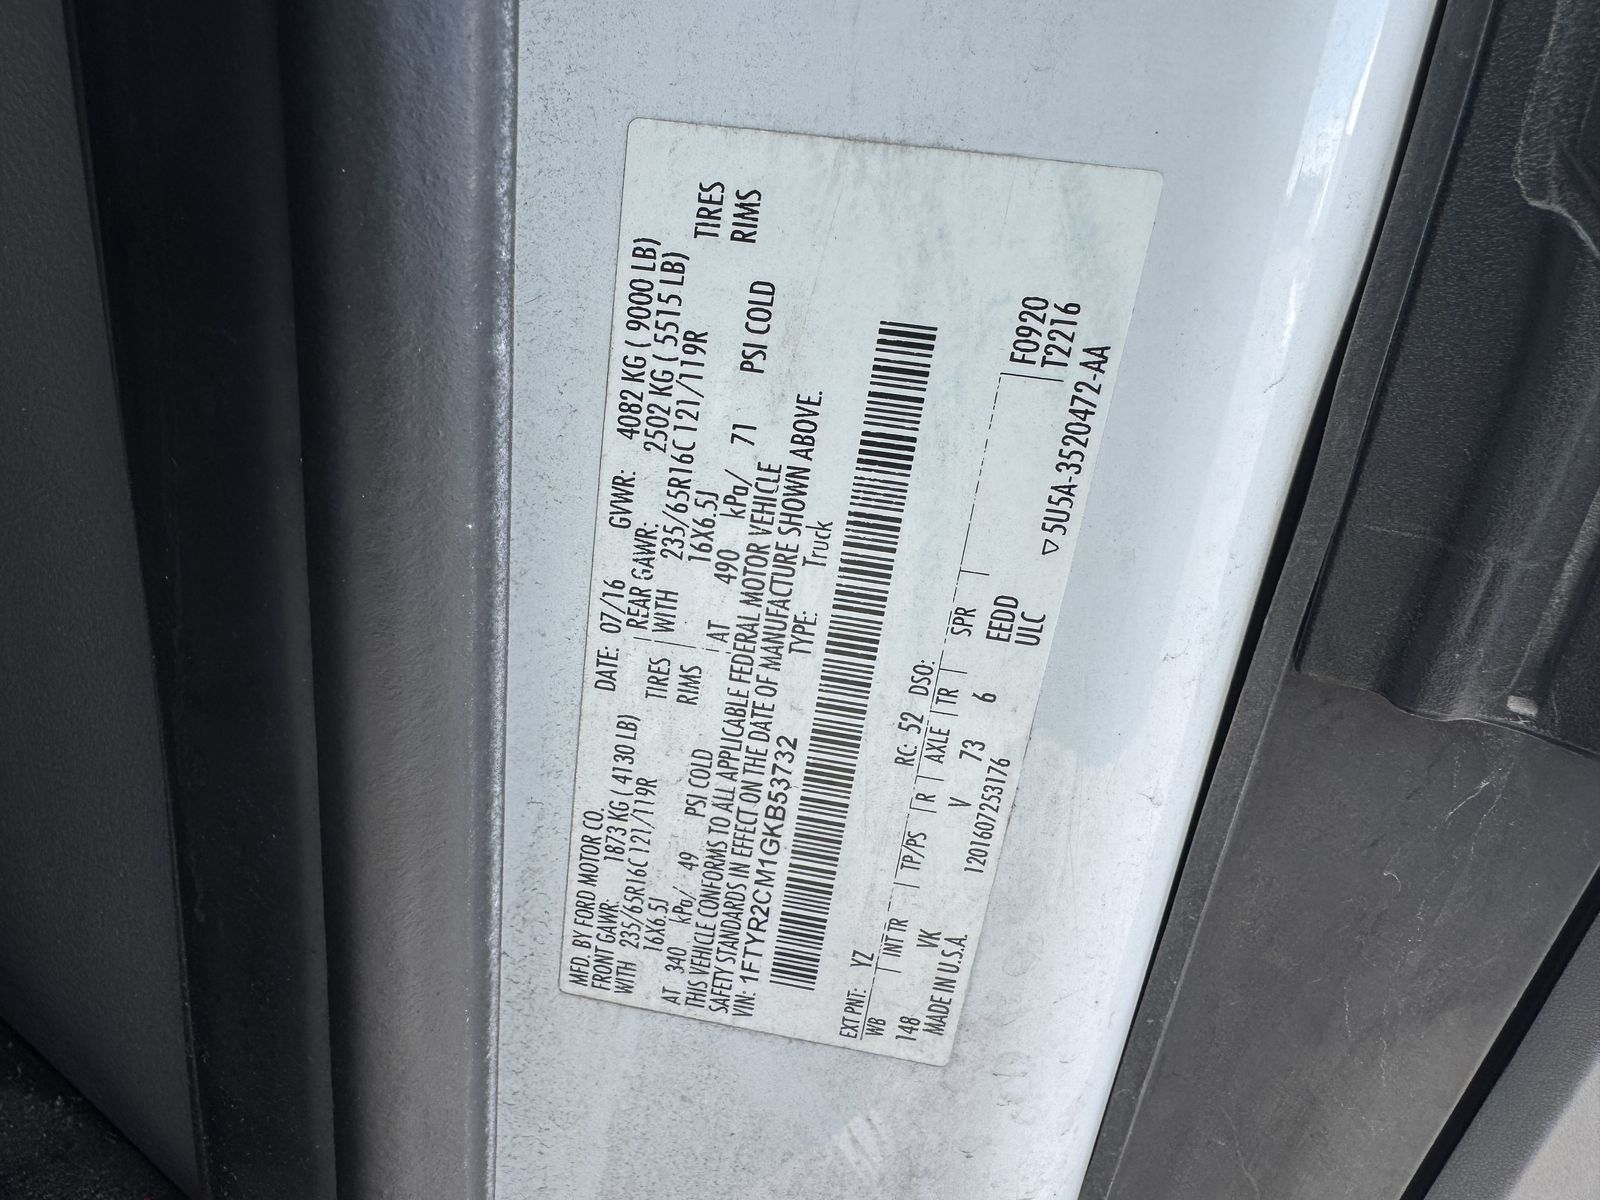 MFD. BY FORD MOTOR CO. DATE: 07/16 GVWR: 4082 KG ( 9000 LB)
FRONT GAWR: 1873 KG ( 4130 LB) REAR GAWR: 2502 KG ( 5515 LB)
WITH 235/65R16C 121/119R TIRES WITH 235/65R16C 121/119R TIRES
16X6.5J RIMS 16X6.5J RIMS
AT 340 kPa/ 49 PSI COLD AT 490 kPa/ 71 PSI COLD
THIS VEHICLE CONFORMS TO ALL APPLICABLE FEDERAL MOTOR VEHICLE
SAFETY STANDARDS IN EFFECT ON THE DATE OF MANUFACTURE SHOWN ABOVE.
VIN: 1FTYR2CM1GKB53732 TYPE: Truck
EXT PNT: YZ RC: 52 DSO:
WB INT TR TP/PS R AXLE TR SPR F0920
148 VK V 73 6 EEDD T2216
MADE IN U.S.A. 1201607253176 ULC ▽5U5A-3520472-AA